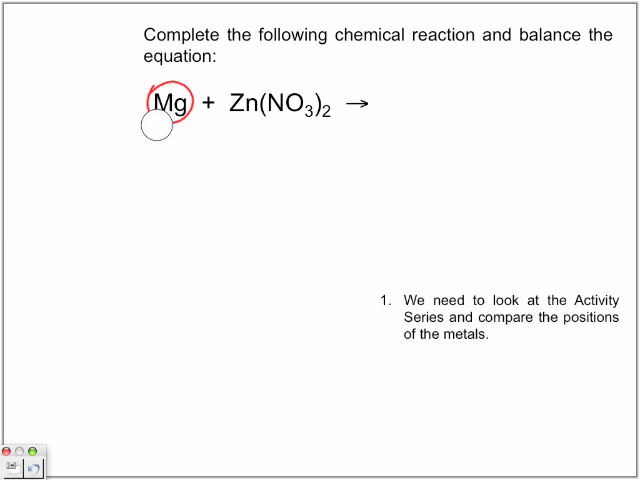 Complete the following chemical reaction and balance the
equation:
Mg + Zn(NO₃)₂ →
1. We need to look at the Activity
Series and compare the positions
of the metals.